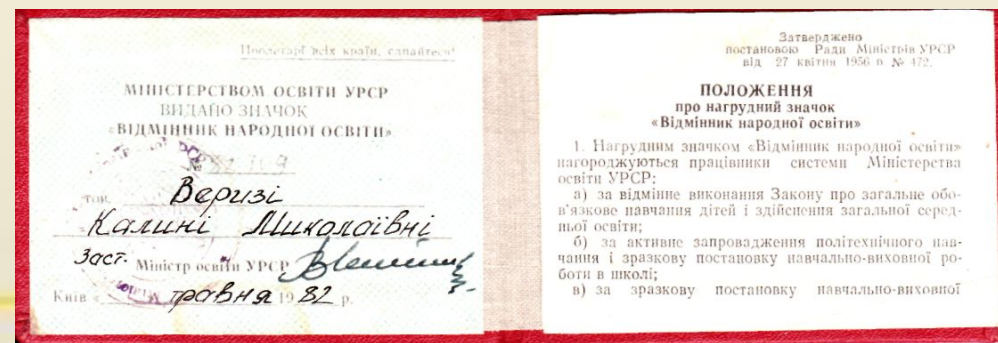 Пролетарі всіх країн, єднайтеся!
МІНІСТЕРСТВОМ ОСВІТИ УРСР
ВИДАНО ЗНАЧОК
«ВІДМІННИК НАРОДНОЇ ОСВІТИ»
№
тов. Веризі
Калині Миколаївні
Заст. Міністр освіти УРСР
Київ « травня 1982 р.
Затверджено
постановою Ради Міністрів УРСР
від 27 квітня 1956 р. № 472.
ПОЛОЖЕННЯ
про нагрудний значок
«Відмінник народної освіти»
1. Нагрудним значком «Відмінник народної освіти»
нагороджуються працівники системи Міністерства
освіти УРСР:
а) за відмінне виконання Закону про загальне обо-
в'язкове навчання дітей і здійснення загальної серед-
ньої освіти;
б) за активне запровадження політехнічного нав-
чання і зразкову постановку навчально-виховної ро-
боти в школі;
в) за зразкову постановку навчально-виховної